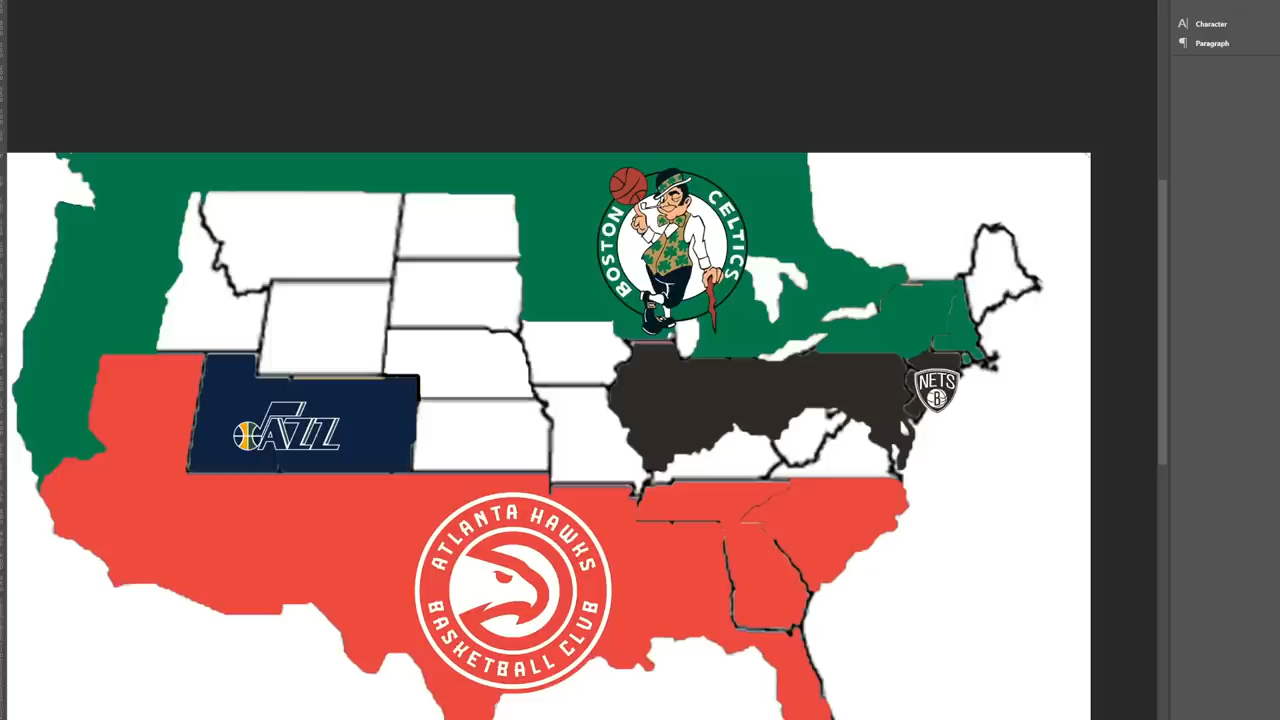 Character
Paragraph
BOSTON CELTICS
NETS
B
JAZZ
ATLANTA HAWKS
BASKETBALL CLUB